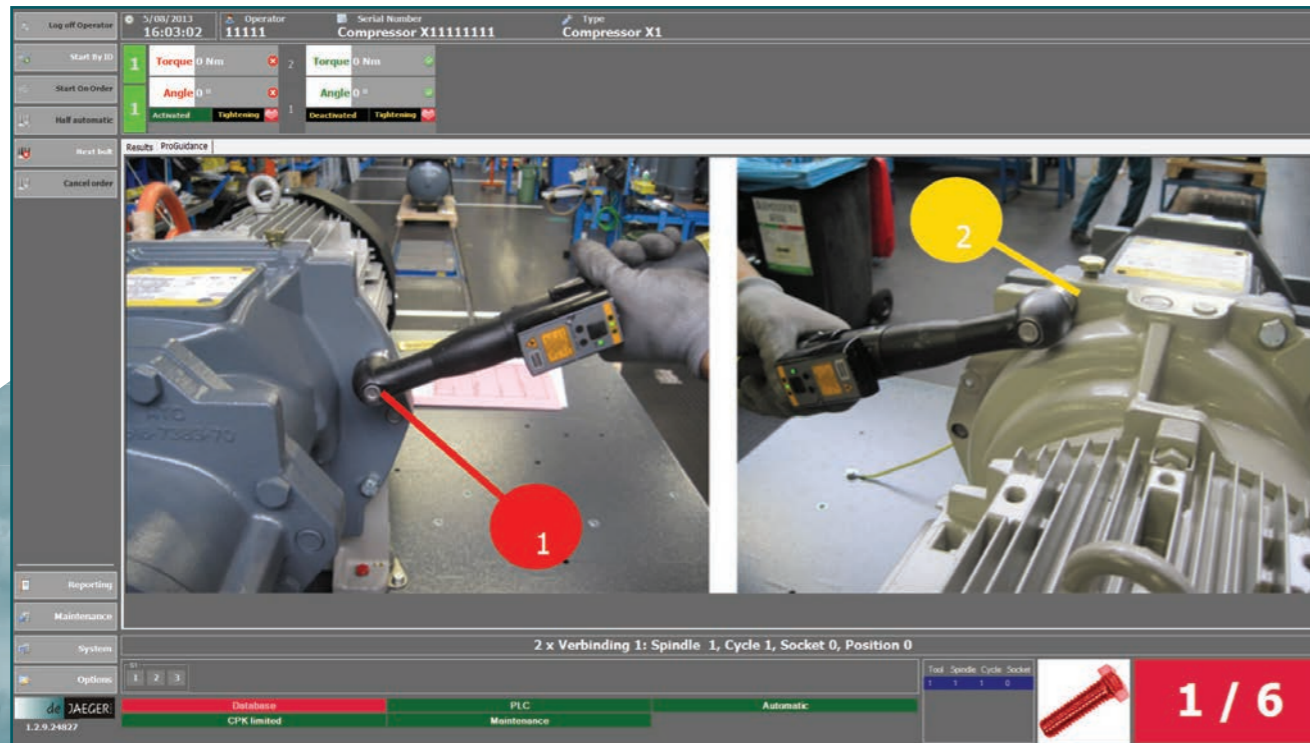 Log off Operator
5/08/2013
16:03:02
Operator
11111
Serial Number
Compressor X11111111
Type
Compressor X1
Start By ID
Start On Order
Half automatic
Next bolt
Cancel order
1
Torque 0 Nm
2
Torque 0 Nm
1
Angle 0 °
1
Angle 0 °
Activated Tightening
Deactivated Tightening
Results ProGuidance
1
2
Reporting
Maintenance
System
Options
2 x Verbinding 1: Spindle 1, Cycle 1, Socket 0, Position 0
1 2 3
Tool Spindle Cycle Socket
1 1 1 0
Database PLC Automatic
CPK limited Maintenance
1 / 6
de JAEGER
1.2.9.24827